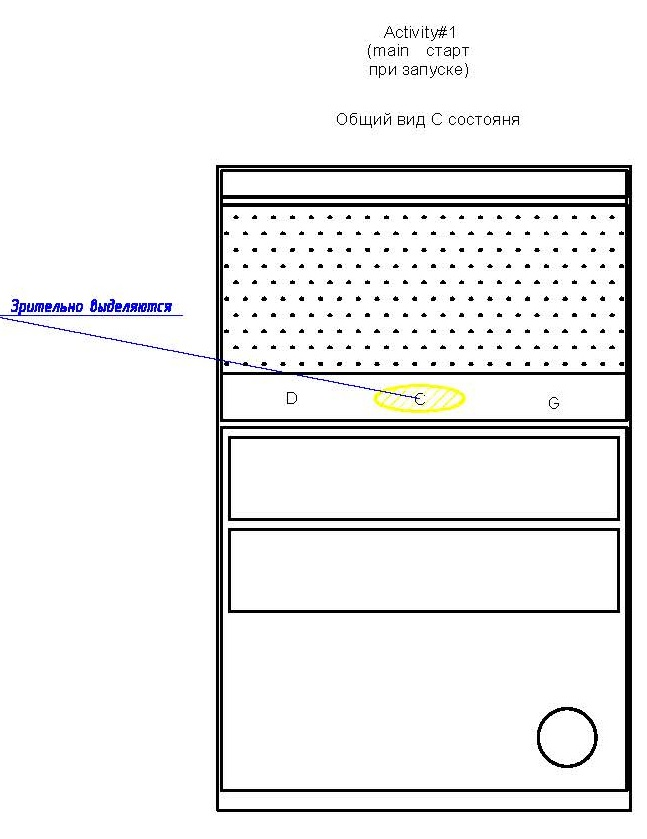 Activity#1
(main старт
при запуске)
Общий вид С состояня
Зрительно выделяются
D C G